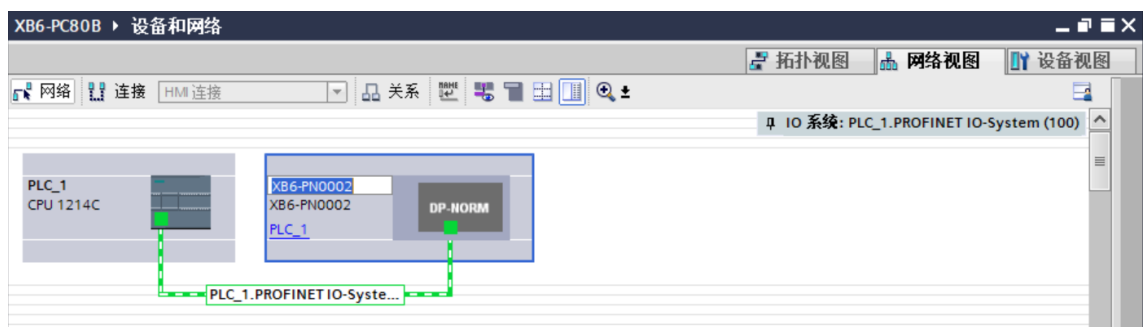 XB6-PC80B ▸ 设备和网络
拓扑视图 网络视图 设备视图
网络 连接 HMI 连接 关系
IO 系统: PLC_1.PROFINET IO-System (100)
PLC_1
CPU 1214C
XB6-PN0002
XB6-PN0002
PLC_1
DP-NORM
PLC_1.PROFINET IO-Syste...